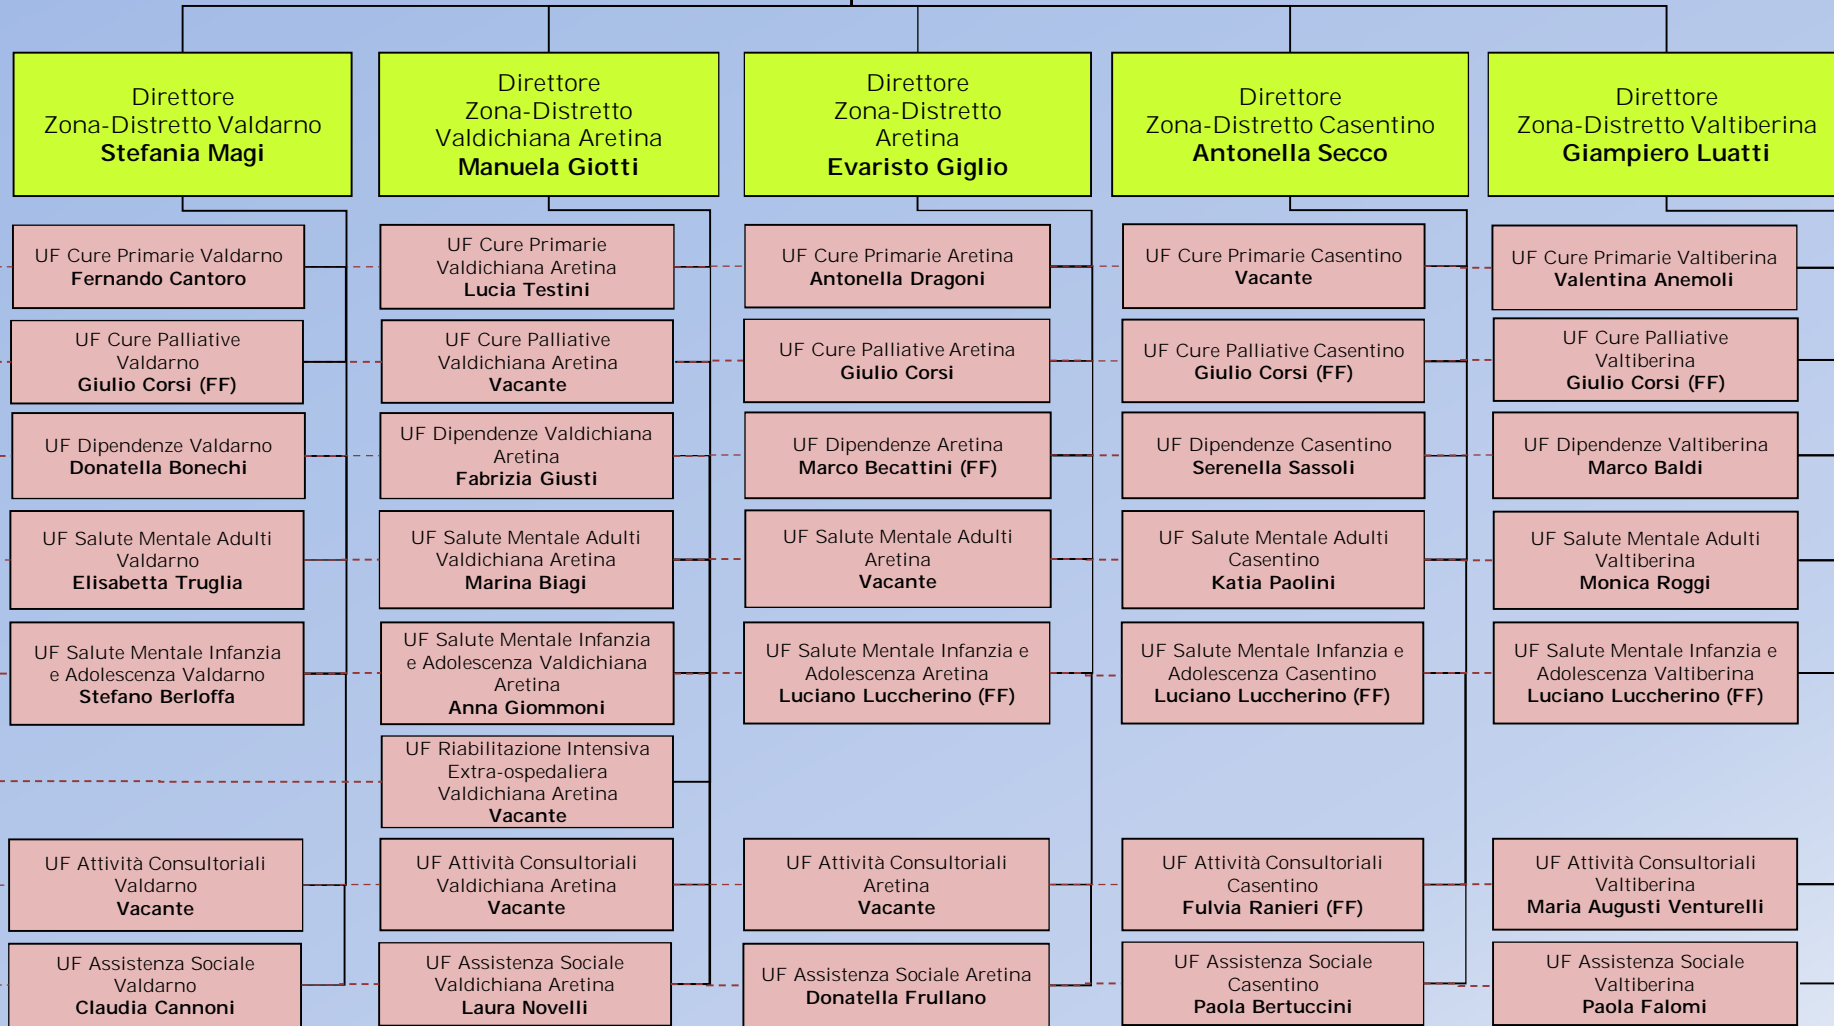 Direttore
Zona-Distretto Valdarno
Stefania Magi
Direttore
Zona-Distretto
Valdichiana Aretina
Manuela Giotti
Direttore
Zona-Distretto
Aretina
Evaristo Giglio
Direttore
Zona-Distretto Casentino
Antonella Secco
Direttore
Zona-Distretto Valtiberina
Giampiero Luatti
UF Cure Primarie Valdarno
Fernando Cantoro
UF Cure Primarie
Valdichiana Aretina
Lucia Testini
UF Cure Primarie Aretina
Antonella Dragoni
UF Cure Primarie Casentino
Vacante
UF Cure Primarie Valtiberina
Valentina Anemoli
UF Cure Palliative
Valdarno
Giulio Corsi (FF)
UF Cure Palliative
Valdichiana Aretina
Vacante
UF Cure Palliative Aretina
Giulio Corsi
UF Cure Palliative Casentino
Giulio Corsi (FF)
UF Cure Palliative
Valtiberina
Giulio Corsi (FF)
UF Dipendenze Valdarno
Donatella Bonechi
UF Dipendenze Valdichiana
Aretina
Fabrizia Giusti
UF Dipendenze Aretina
Marco Becattini (FF)
UF Dipendenze Casentino
Serenella Sassoli
UF Dipendenze Valtiberina
Marco Baldi
UF Salute Mentale Adulti
Valdarno
Elisabetta Truglia
UF Salute Mentale Adulti
Valdichiana Aretina
Marina Biagi
UF Salute Mentale Adulti
Aretina
Vacante
UF Salute Mentale Adulti
Casentino
Katia Paolini
UF Salute Mentale Adulti
Valtiberina
Monica Roggi
UF Salute Mentale Infanzia
e Adolescenza Valdarno
Stefano Berloffa
UF Salute Mentale Infanzia
e Adolescenza Valdichiana
Aretina
Anna Giommoni
UF Salute Mentale Infanzia e
Adolescenza Aretina
Luciano Luccherino (FF)
UF Salute Mentale Infanzia e
Adolescenza Casentino
Luciano Luccherino (FF)
UF Salute Mentale Infanzia e
Adolescenza Valtiberina
Luciano Luccherino (FF)
UF Riabilitazione Intensiva
Extra-ospedaliera
Valdichiana Aretina
Vacante
UF Attività Consultoriali
Valdarno
Vacante
UF Attività Consultoriali
Valdichiana Aretina
Vacante
UF Attività Consultoriali
Aretina
Vacante
UF Attività Consultoriali
Casentino
Fulvia Ranieri (FF)
UF Attività Consultoriali
Valtiberina
Maria Augusti Venturelli
UF Assistenza Sociale
Valdarno
Claudia Cannoni
UF Assistenza Sociale
Valdichiana Aretina
Laura Novelli
UF Assistenza Sociale Aretina
Donatella Frullano
UF Assistenza Sociale
Casentino
Paola Bertuccini
UF Assistenza Sociale
Valtiberina
Paola Falomi